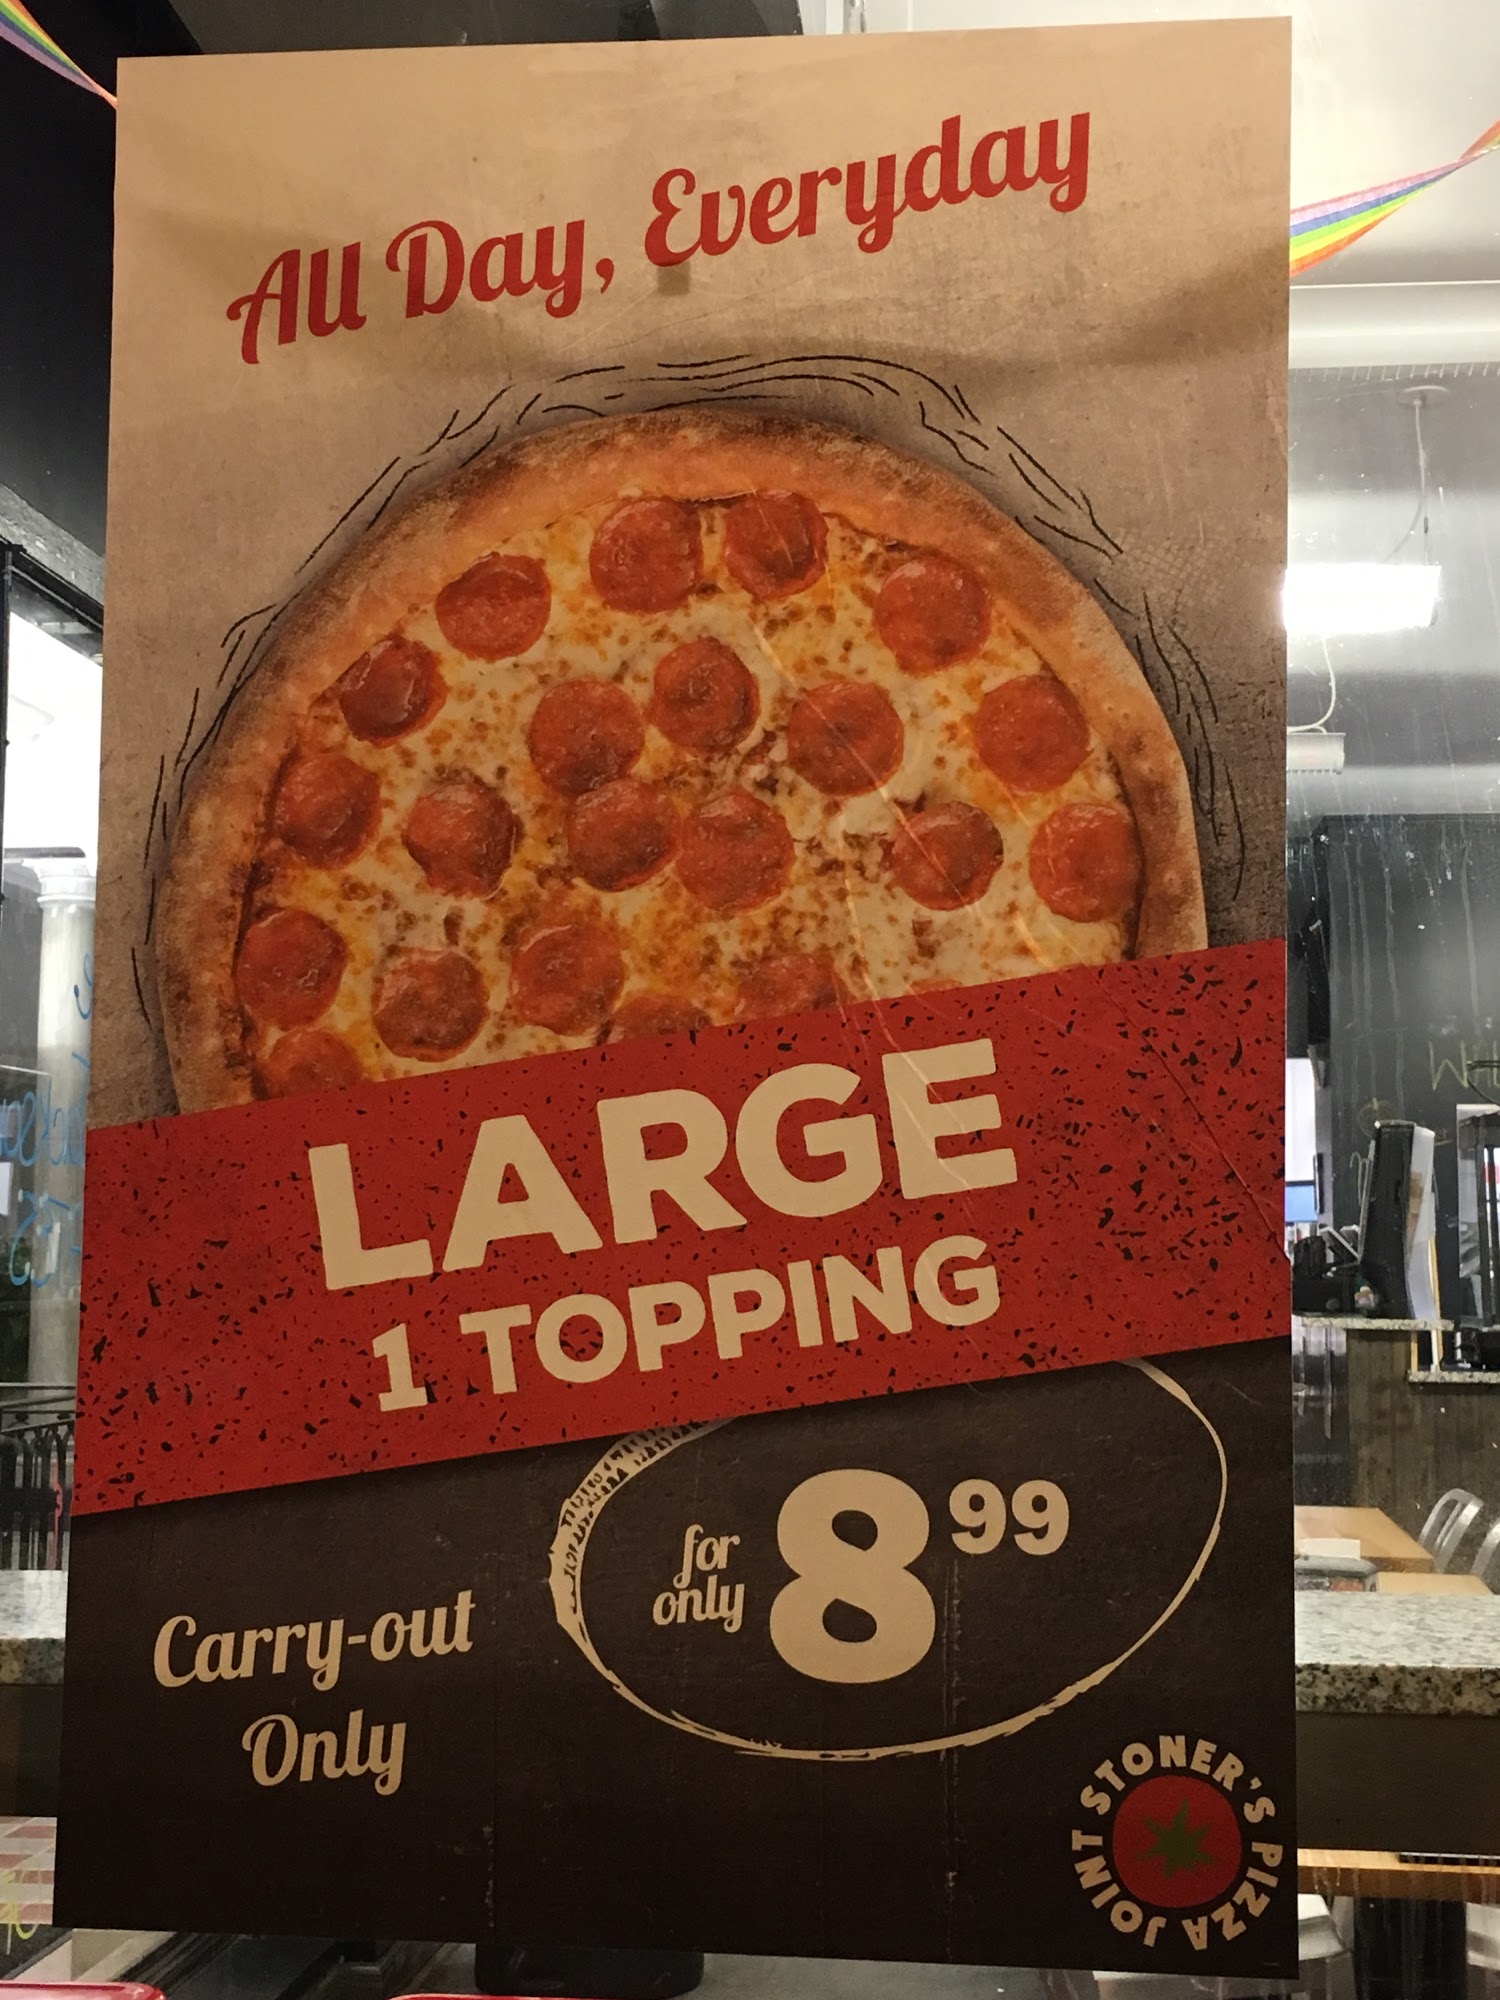 All Day, Everyday
LARGE
1 TOPPING
for
only
8 99
Carry-out
Only
STONER'S PIZZA JOINT